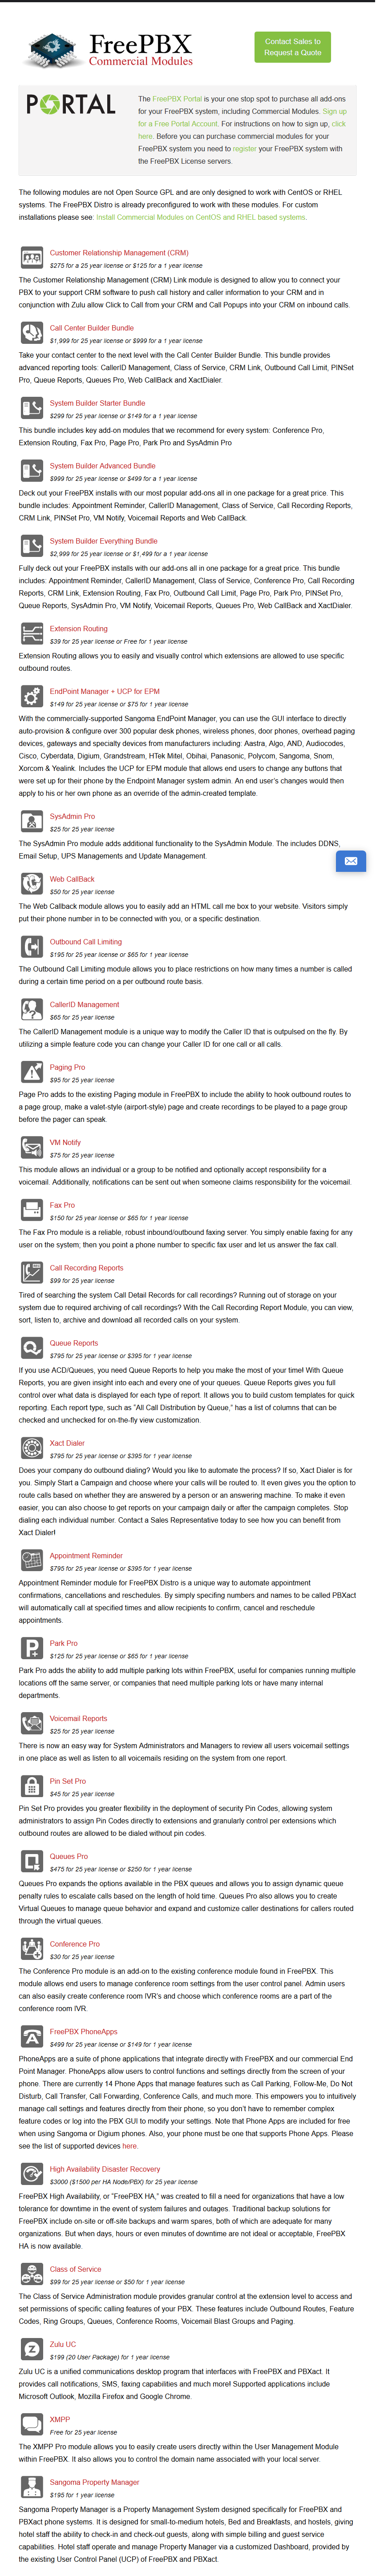 FreePBX
Commercial Modules
Contact Sales to
Request a Quote
PORTAL
The FreePBX Portal is your one stop spot to purchase all add-ons
for your FreePBX system, including Commercial Modules. Sign up
for a Free Portal Account. For instructions on how to sign up, click
here. Before you can purchase commercial modules for your
FreePBX system you need to register your FreePBX system with
the FreePBX License servers.
The following modules are not Open Source GPL and are only designed to work with CentOS or RHEL
systems. The FreePBX Distro is already preconfigured to work with these modules. For custom
installations please see: Install Commercial Modules on CentOS and RHEL based systems.
Customer Relationship Management (CRM)
$275 for a 25 year license or $125 for a 1 year license
The Customer Relationship Management (CRM) Link module is designed to allow you to connect your
PBX to your support CRM software to push call history and caller information to your CRM and in
conjunction with Zulu allow Click to Call from your CRM and Call Popups into your CRM on inbound calls.
Call Center Builder Bundle
$1,999 for 25 year license or $999 for a 1 year license
Take your contact center to the next level with the Call Center Builder Bundle. This bundle provides
advanced reporting tools: CallerID Management, Class of Service, CRM Link, Outbound Call Limit, PINSet
Pro, Queue Reports, Queues Pro, Web CallBack and XactDialer.
System Builder Starter Bundle
$299 for 25 year license or $149 for a 1 year license
This bundle includes key add-on modules that we recommend for every system: Conference Pro,
Extension Routing, Fax Pro, Page Pro, Park Pro and SysAdmin Pro
System Builder Advanced Bundle
$999 for 25 year license or $499 for a 1 year license
Deck out your FreePBX installs with our most popular add-ons all in one package for a great price. This
bundle includes: Appointment Reminder, CallerID Management, Class of Service, Call Recording Reports,
CRM Link, PINSet Pro, VM Notify, Voicemail Reports and Web CallBack.
System Builder Everything Bundle
$2,999 for 25 year license or $1,499 for a 1 year license
Fully deck out your FreePBX installs with our add-ons all in one package for a great price. This bundle
includes: Appointment Reminder, CallerID Management, Class of Service, Conference Pro, Call Recording
Reports, CRM Link, Extension Routing, Fax Pro, Outbound Call Limit, Page Pro, Park Pro, PINSet Pro,
Queue Reports, SysAdmin Pro, VM Notify, Voicemail Reports, Queues Pro, Web CallBack and XactDialer.
Extension Routing
$39 for 25 year license or Free for 1 year license
Extension Routing allows you to easily and visually control which extensions are allowed to use specific
outbound routes.
EndPoint Manager + UCP for EPM
$149 for 25 year license or $75 for 1 year license
With the commercially-supported Sangoma EndPoint Manager, you can use the GUI interface to directly
auto-provision & configure over 300 popular desk phones, wireless phones, door phones, overhead paging
devices, gateways and specialty devices from manufacturers including: Aastra, Algo, AND, Audiocodes,
Cisco, Cyberdata, Digium, Grandstream, HTek Mitel, Obihai, Panasonic, Polycom, Sangoma, Snom,
Xorcom & Yealink. Includes the UCP for EPM module that allows end users to change any buttons that
were set up for their phone by the Endpoint Manager system admin. An end user's changes would then
apply to his or her own phone as an override of the admin-created template.
SysAdmin Pro
$25 for 25 year license
The SysAdmin Pro module adds additional functionality to the SysAdmin Module. The includes DDNS,
Email Setup, UPS Managements and Update Management.
Web CallBack
$50 for 25 year license
The Web Callback module allows you to easily add an HTML call me box to your website. Visitors simply
put their phone number in to be connected with you, or a specific destination.
Outbound Call Limiting
$195 for 25 year license or $65 for 1 year license
The Outbound Call Limiting module allows you to place restrictions on how many times a number is called
during a certain time period on a per outbound route basis.
CallerID Management
$65 for 25 year license
The CallerID Management module is a unique way to modify the Caller ID that is outpulsed on the fly. By
utilizing a simple feature code you can change your Caller ID for one call or all calls.
Paging Pro
$95 for 25 year license
Page Pro adds to the existing Paging module in FreePBX to include the ability to hook outbound routes to
a page group, make a valet-style (airport-style) page and create recordings to be played to a page group
before the pager can speak.
VM Notify
$75 for 25 year license
This module allows an individual or a group to be notified and optionally accept responsibility for a
voicemail. Additionally, notifications can be sent out when someone claims responsibility for the voicemail.
Fax Pro
$150 for 25 year license or $65 for 1 year license
The Fax Pro module is a reliable, robust inbound/outbound faxing server. You simply enable faxing for any
user on the system, then you point a phone number to specific fax user and let us answer the fax call.
Call Recording Reports
$99 for 25 year license
Tired of searching the system Call Detail Records for call recordings? Running out of storage on your
system due to required archiving of call recordings? With the Call Recording Report Module, you can view,
sort, listen to, archive and download all recorded calls on your system.
Queue Reports
$795 for 25 year license or $395 for 1 year license
If you use ACD/Queues, you need Queue Reports to help you make the most of your time! With Queue
Reports, you are given insight into each and every one of your queues. Queue Reports gives you full
control over what data is displayed for each type of report. It allows you to build custom templates for quick
reporting. Each report type, such as "All Call Distribution by Queue," has a list of columns that can be
checked and unchecked for on-the-fly view customization.
Xact Dialer
$795 for 25 year license or $395 for 1 year license
Does your company do outbound dialing? Would you like to automate the process? If so, Xact Dialer is for
you. Simply Start a Campaign and choose where your calls will be routed to. It even gives you the option to
route calls based on whether they are answered by a person or an answering machine. To make it even
easier, you can also choose to get reports on your campaign daily or after the campaign completes. Stop
dialing each individual number. Contact a Sales Representative today to see how you can benefit from
Xact Dialer!
Appointment Reminder
$795 for 25 year license or $395 for 1 year license
Appointment Reminder module for FreePBX Distro is a unique way to automate appointment
confirmations, cancellations and reschedules. By simply specifing numbers and names to be called PBXact
will automatically call at specified times and allow recipients to confirm, cancel and reschedule
appointments.
Park Pro
$125 for 25 year license or $65 for 1 year license
Park Pro adds the ability to add multiple parking lots within FreePBX, useful for companies running multiple
locations off the same server, or companies that need multiple parking lots or have many internal
departments.
Voicemail Reports
$25 for 25 year license
There is now an easy way for System Administrators and Managers to review all users voicemail settings
in one place as well as listen to all voicemails residing on the system from one report.
Pin Set Pro
$45 for 25 year license
Pin Set Pro provides you greater flexibility in the deployment of security Pin Codes, allowing system
administrators to assign Pin Codes directly to extensions and granularly control per extensions which
outbound routes are allowed to be dialed without pin codes.
Queues Pro
$475 for 25 year license or $250 for 1 year license
Queues Pro expands the options available in the PBX queues and allows you to assign dynamic queue
penalty rules to escalate calls based on the length of hold time. Queues Pro also allows you to create
Virtual Queues to manage queue behavior and expand and customize caller destinations for callers routed
through the virtual queues.
Conference Pro
$30 for 25 year license
The Conference Pro module is an add-on to the existing conference module found in FreePBX. This
module allows end users to manage conference room settings from the user control panel. Admin users
can also easily create conference room IVR's and choose which conference rooms are a part of the
conference room IVR.
FreePBX PhoneApps
$499 for 25 year license or $149 for 1 year license
PhoneApps are a suite of phone applications that integrate directly with FreePBX and our commercial End
Point Manager. PhoneApps allow users to control functions and settings directly from the screen of your
phone. There are currently 14 Phone Apps that manage features such as Call Parking, Follow-Me, Do Not
Disturb, Call Transfer, Call Forwarding, Conference Calls, and much more. This empowers you to intuitively
manage call settings and features directly from their phone, so you don't have to remember complex
feature codes or log into the PBX GUI to modify your settings. Note that Phone Apps are included for free
when using Sangoma or Digium phones. Also, your phone must be one that supports Phone Apps. Please
see the list of supported devices here.
High Availability Disaster Recovery
$3000 ($1500 per HA Node/PBX) for 25 year license
FreePBX High Availability, or "FreePBX HA," was created to fill a need for organizations that have a low
tolerance for downtime in the event of system failures and outages. Traditional backup solutions for
FreePBX include on-site or off-site backups and warm spares, both of which are adequate for many
organizations. But when days, hours or even minutes of downtime are not ideal or acceptable, FreePBX
HA is now available.
Class of Service
$99 for 25 year license or $50 for 1 year license
The Class of Service Administration module provides granular control at the extension level to access and
set permissions of specific calling features of your PBX. These features include Outbound Routes, Feature
Codes, Ring Groups, Queues, Conference Rooms, Voicemail Blast Groups and Paging.
Zulu UC
$199 (20 User Package) for 1 year license
Zulu UC is a unified communications desktop program that interfaces with FreePBX and PBXact. It
provides call notifications, SMS, faxing capabilities and much more! Supported applications include
Microsoft Outlook, Mozilla Firefox and Google Chrome.
XMPP
Free for 25 year license
The XMPP Pro module allows you to easily create users directly within the User Management Module
within FreePBX. It also allows you to control the domain name associated with your local server.
Sangoma Property Manager
$195 for 1 year license
Sangoma Property Manager is a Property Management System designed specifically for FreePBX and
PBXact phone systems. It is designed for small-to-medium hotels, Bed and Breakfasts, and hostels, giving
hotel staff the ability to check-in and check-out guests, along with simple billing and guest service
capabilities. Hotel staff operate and manage Property Manager via a customized Dashboard, provided by
the existing User Control Panel (UCP) of FreePBX and PBXact.